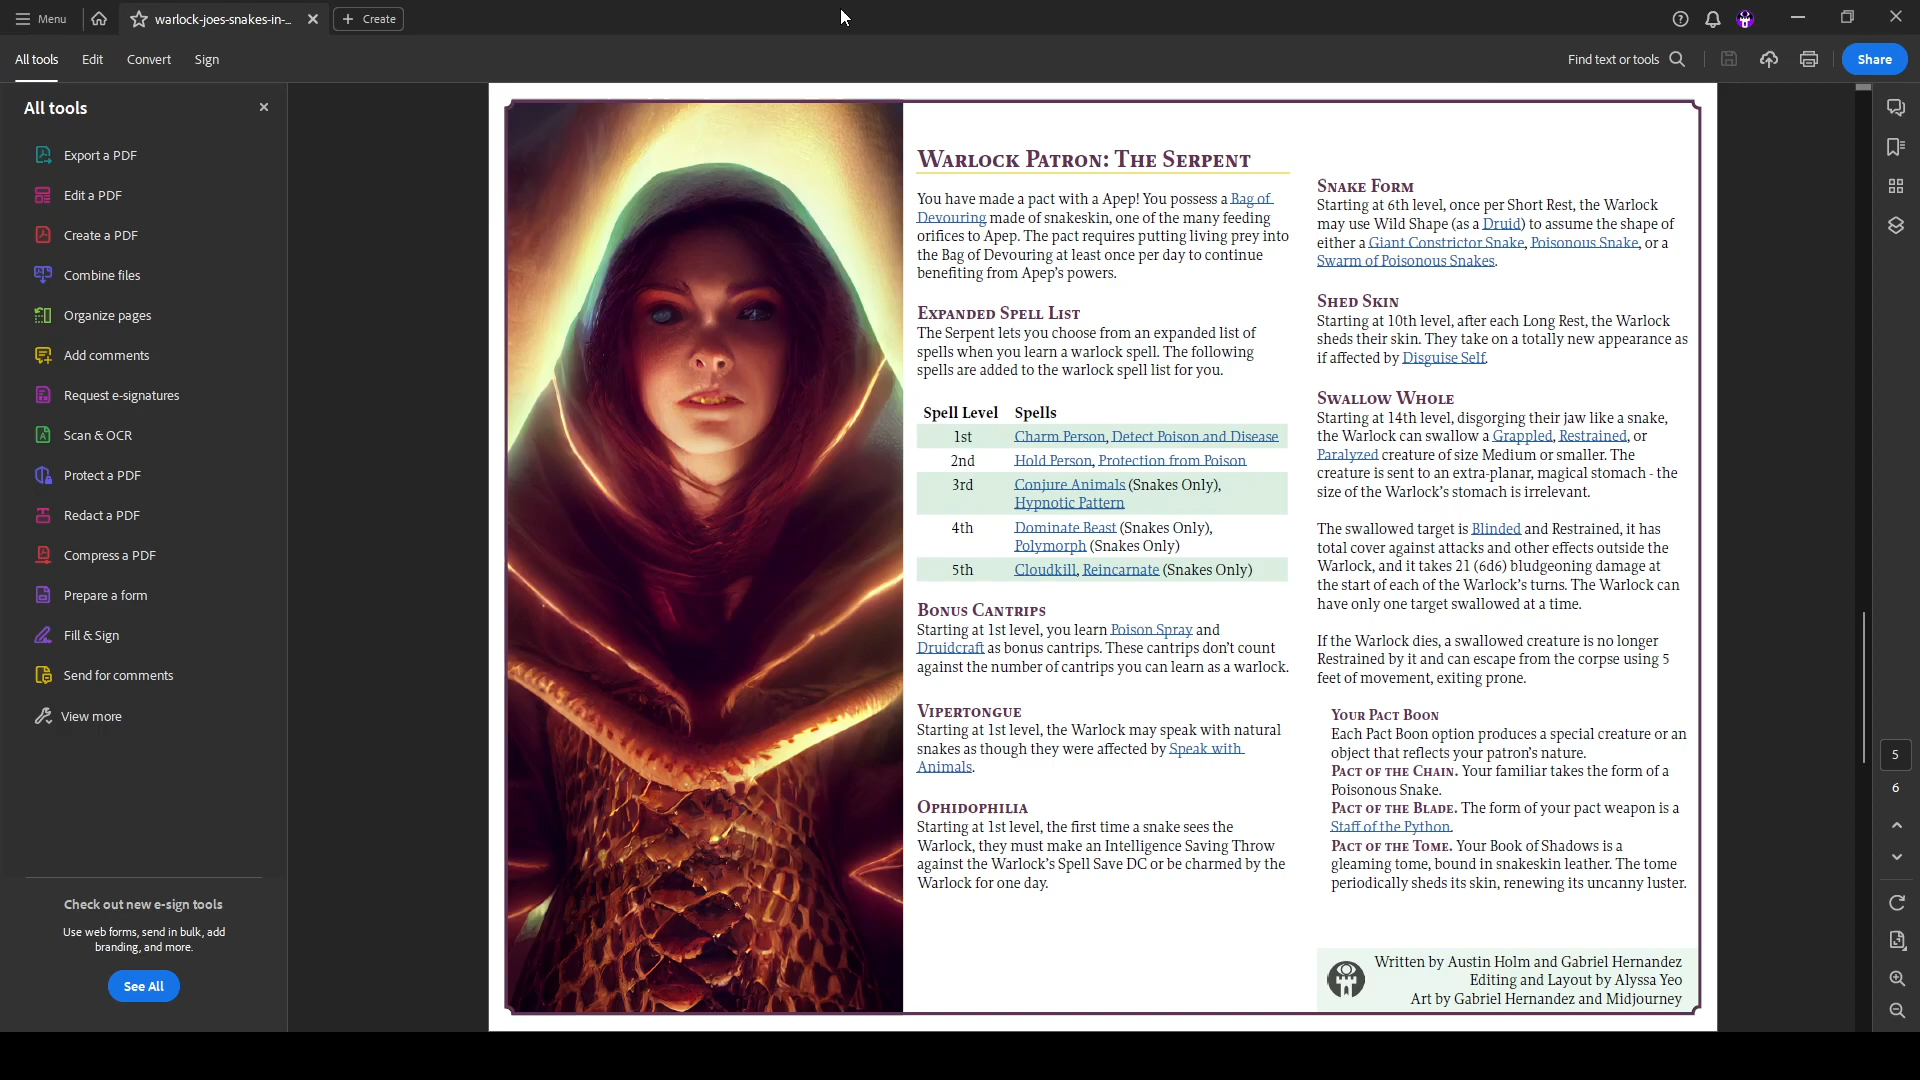 Menu
warlock-joes-snakes-in-...
Create
All tools
Edit
Convert
Sign
Find text or tools
Share
All tools
Export a PDF
Edit a PDF
Create a PDF
Combine files
Organize pages
Add comments
Request e-signatures
Scan & OCR
Protect a PDF
Redact a PDF
Compress a PDF
Prepare a form
Fill & Sign
Send for comments
View more
Check out new e-sign tools
Use web forms, send in bulk, add
branding, and more.
See All
Warlock Patron: The Serpent
You have made a pact with a Apep! You possess a Bag of
Devouring made of snakeskin, one of the many feeding
orifices to Apep. The pact requires putting living prey into
the Bag of Devouring at least once per day to continue
benefiting from Apep's powers.
Expanded Spell List
The Serpent lets you choose from an expanded list of
spells when you learn a warlock spell. The following
spells are added to the warlock spell list for you.
Spell Level Spells
1st Charm Person, Detect Poison and Disease
2nd Hold Person, Protection from Poison
3rd Conjure Animals (Snakes Only),
Hypnotic Pattern
4th Dominate Beast (Snakes Only),
Polymorph (Snakes Only)
5th Cloudkill, Reincarnate (Snakes Only)
Bonus Cantrips
Starting at 1st level, you learn Poison Spray and
Druidcraft as bonus cantrips. These cantrips don't count
against the number of cantrips you can learn as a warlock.
Vipertongue
Starting at 1st level, the Warlock may speak with natural
snakes as though they were affected by Speak with
Animals.
Ophidophilia
Starting at 1st level, the first time a snake sees the
Warlock, they must make an Intelligence Saving Throw
against the Warlock's Spell Save DC or be charmed by the
Warlock for one day.
Snake Form
Starting at 6th level, once per Short Rest, the Warlock
may use Wild Shape (as a Druid) to assume the shape of
either a Giant Constrictor Snake, Poisonous Snake, or a
Swarm of Poisonous Snakes.
Shed Skin
Starting at 10th level, after each Long Rest, the Warlock
sheds their skin. They take on a totally new appearance as
if affected by Disguise Self.
Swallow Whole
Starting at 14th level, disgorging their jaw like a snake,
the Warlock can swallow a Grappled, Restrained, or
Paralyzed creature of size Medium or smaller. The
creature is sent to an extra-planar, magical stomach - the
size of the Warlock's stomach is irrelevant.
The swallowed target is Blinded and Restrained, it has
total cover against attacks and other effects outside the
Warlock, and it takes 21 (6d6) bludgeoning damage at
the start of each of the Warlock's turns. The Warlock can
have only one target swallowed at a time.
If the Warlock dies, a swallowed creature is no longer
Restrained by it and can escape from the corpse using 5
feet of movement, exiting prone.
Your Pact Boon
Each Pact Boon option produces a special creature or an
object that reflects your patron's nature.
Pact of the Chain. Your familiar takes the form of a
Poisonous Snake.
Pact of the Blade. The form of your pact weapon is a
Staff of the Python.
Pact of the Tome. Your Book of Shadows is a
gleaming tome, bound in snakeskin leather. The tome
periodically sheds its skin, renewing its uncanny luster.
Written by Austin Holm and Gabriel Hernandez
Editing and Layout by Alyssa Yeo
Art by Gabriel Hernandez and Midjourney
5
6